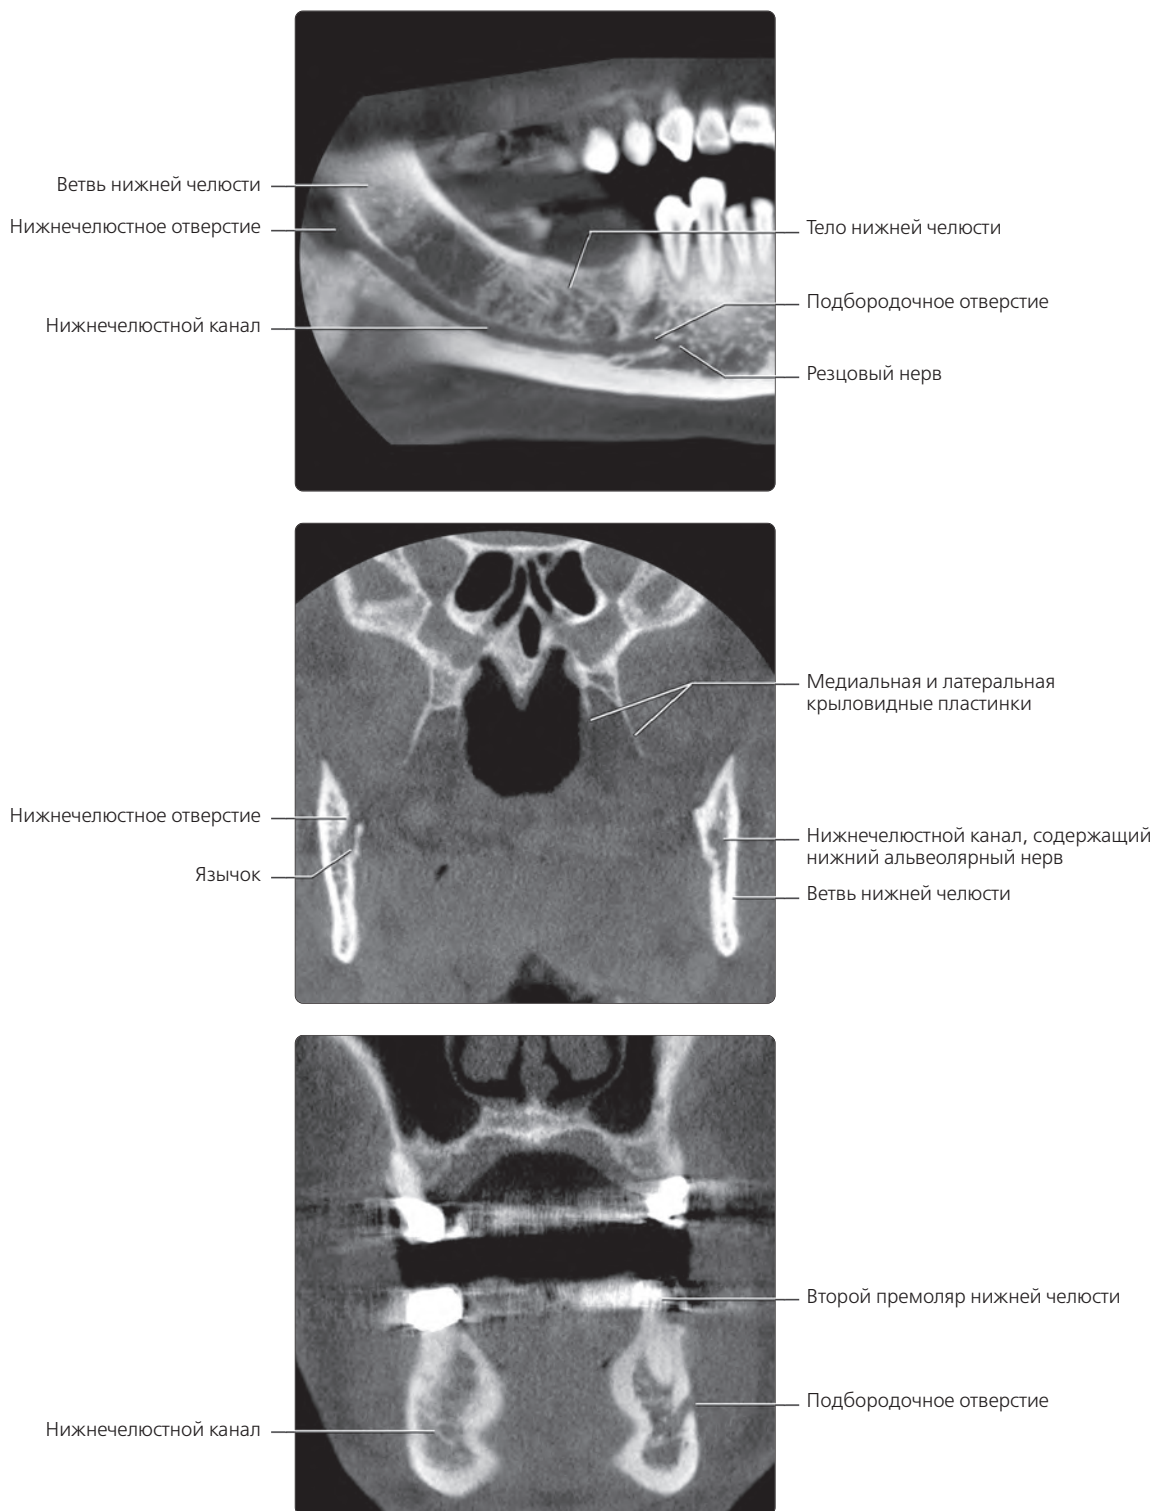 Ветвь нижней челюсти
Нижнечелюстное отверстие
Нижнечелюстной канал
Тело нижней челюсти
Подбородочное отверстие
Резцовый нерв
Нижнечелюстное отверстие
Язычок
Медиальная и латеральная
крыловидные пластинки
Нижнечелюстной канал, содержащий
нижний альвеолярный нерв
Ветвь нижней челюсти
Нижнечелюстной канал
Второй премоляр нижней челюсти
Подбородочное отверстие